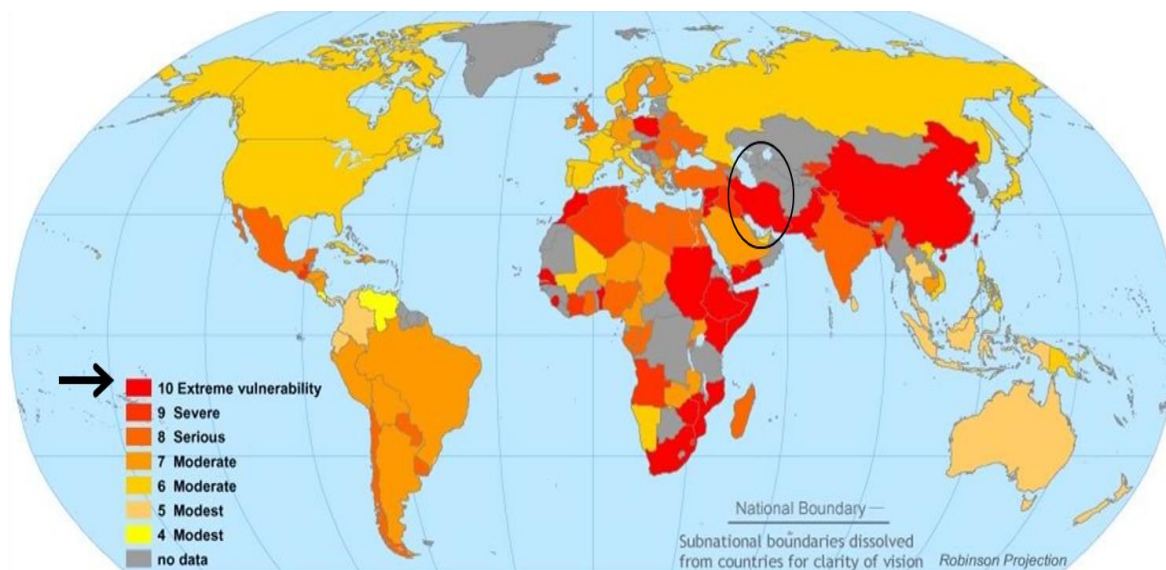 10 Extreme vulnerability
9 Severe
8 Serious
7 Moderate
6 Moderate
5 Modest
4 Modest
no data
National Boundary
Subnational boundaries dissolved
from countries for clarity of vision
Robinson Projection